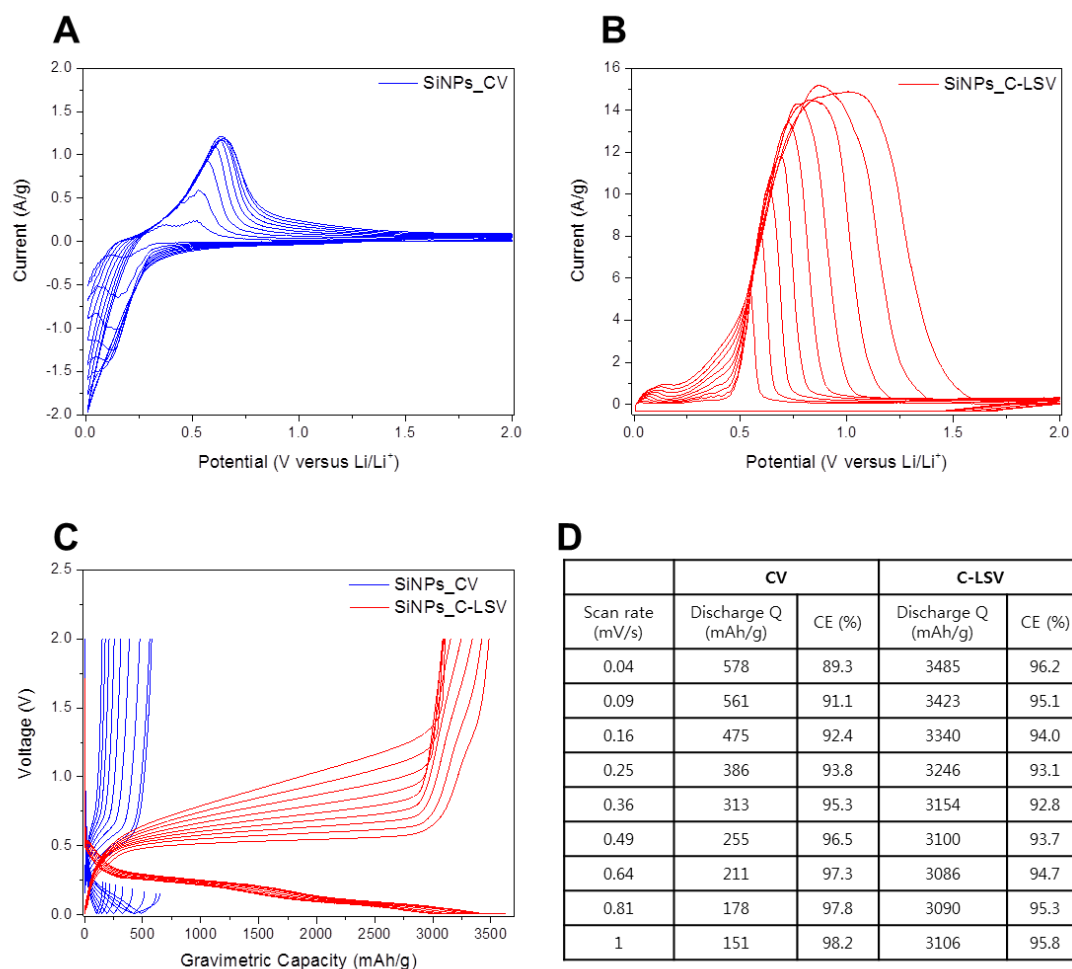 A
2.0
1.5
1.0
0.5
0.0
-0.5
-1.0
-1.5
-2.0
Current (A/g)
SiNPs_CV
0.0 0.5 1.0 1.5 2.0
Potential (V versus Li/Li⁺)
B
16
14
12
10
8
6
4
2
0
Current (A/g)
SiNPs_C-LSV
0.0 0.5 1.0 1.5 2.0
Potential (V versus Li/Li⁺)
C
2.5
2.0
1.5
1.0
0.5
0.0
Voltage (V)
SiNPs_CV
SiNPs_C-LSV
0 500 1000 1500 2000 2500 3000 3500
Gravimetric Capacity (mAh/g)
D
CV C-LSV
Scan rate (mV/s) Discharge Q (mAh/g) CE (%) Discharge Q (mAh/g) CE (%)
0.04 578 89.3 3485 96.2
0.09 561 91.1 3423 95.1
0.16 475 92.4 3340 94.0
0.25 386 93.8 3246 93.1
0.36 313 95.3 3154 92.8
0.49 255 96.5 3100 93.7
0.64 211 97.3 3086 94.7
0.81 178 97.8 3090 95.3
1 151 98.2 3106 95.8